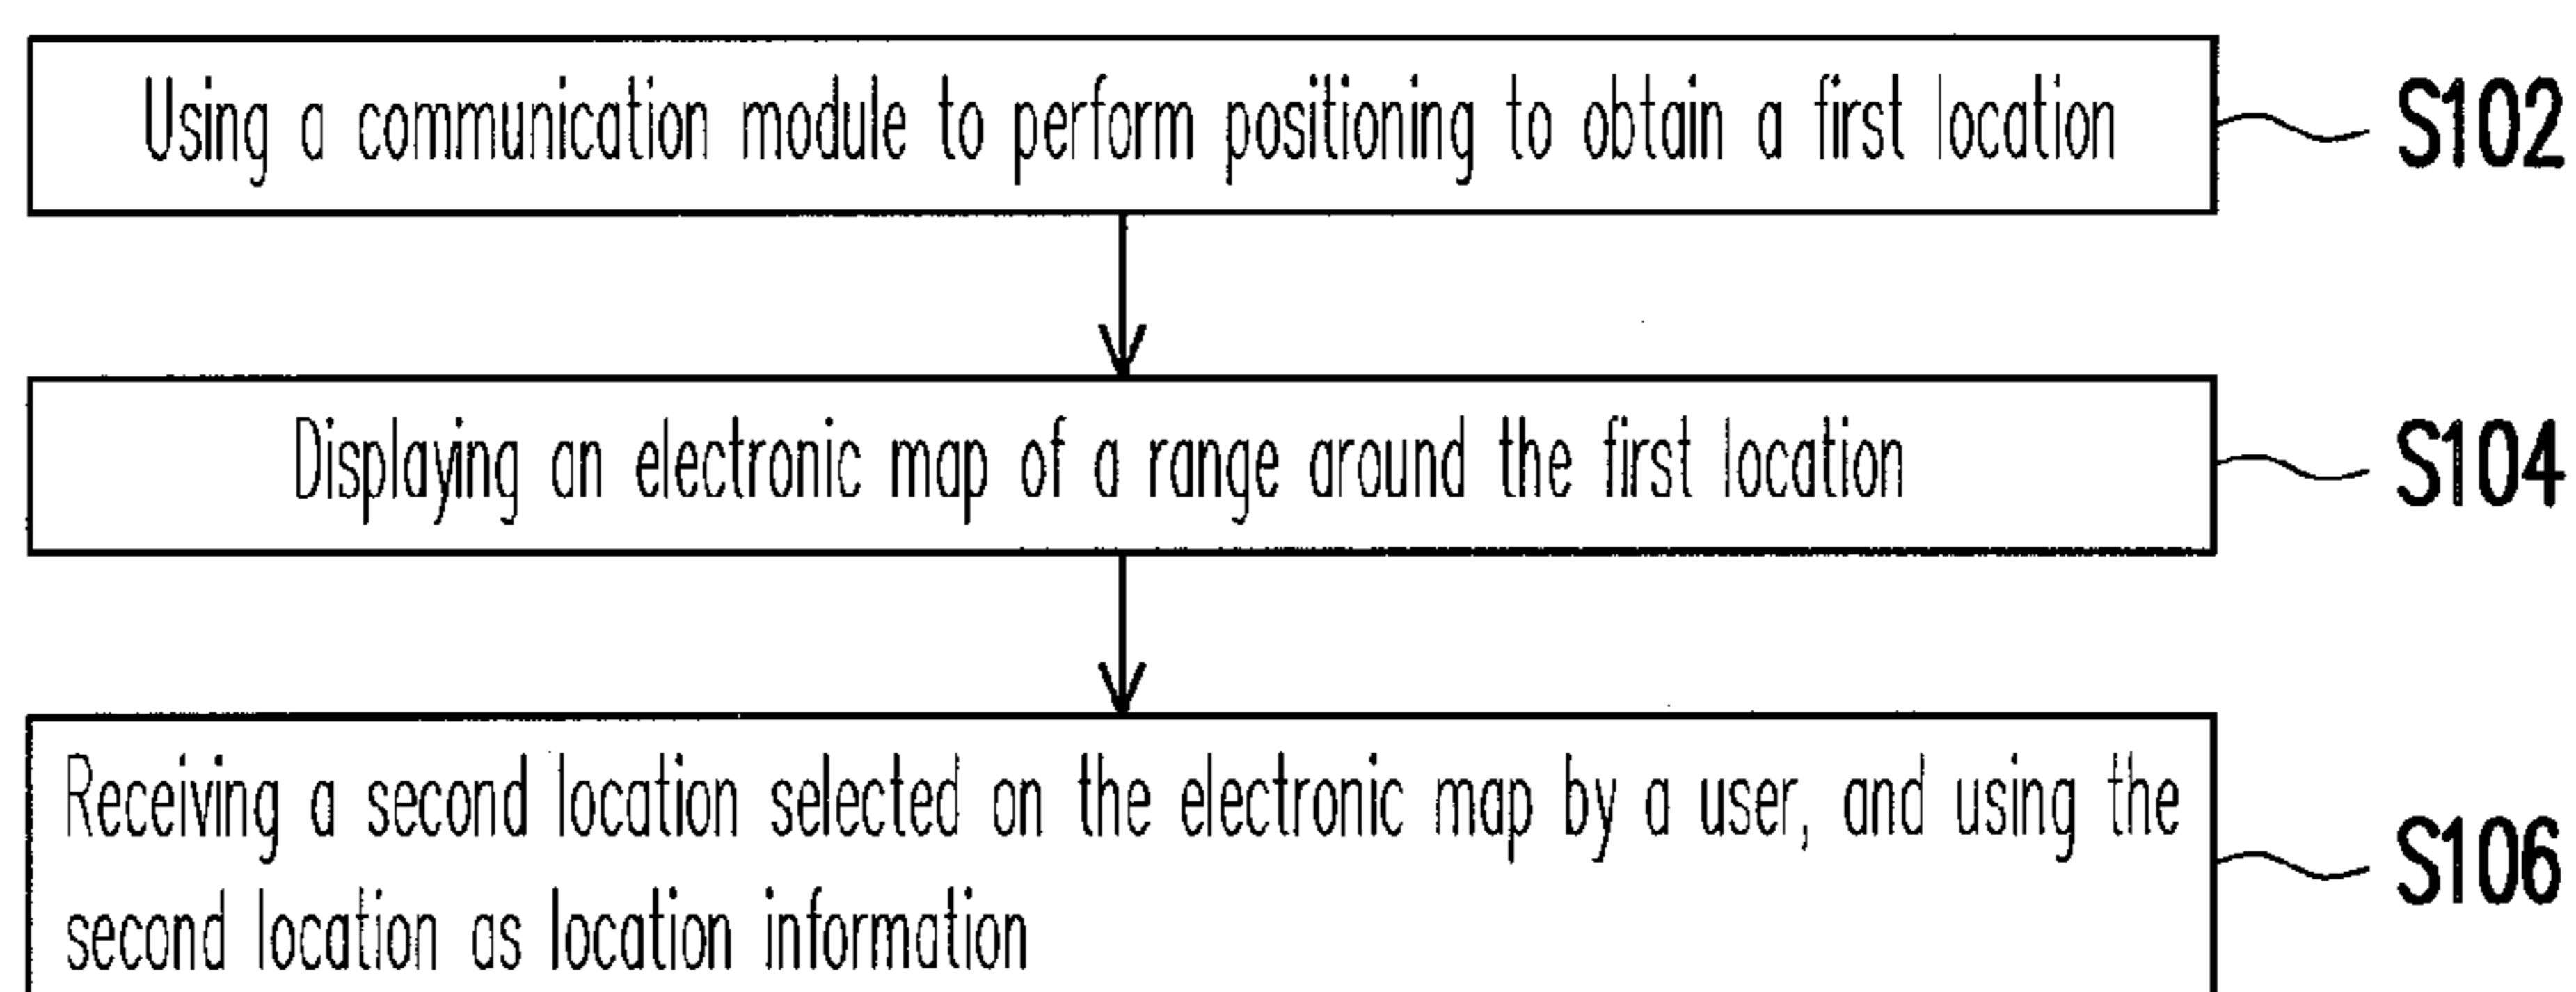 Using a communication module to perform positioning to obtain a first location
S102
Displaying an electronic map of a range around the first location
S104
Receiving a second location selected on the electronic map by a user, and using the
second location as location information
S106